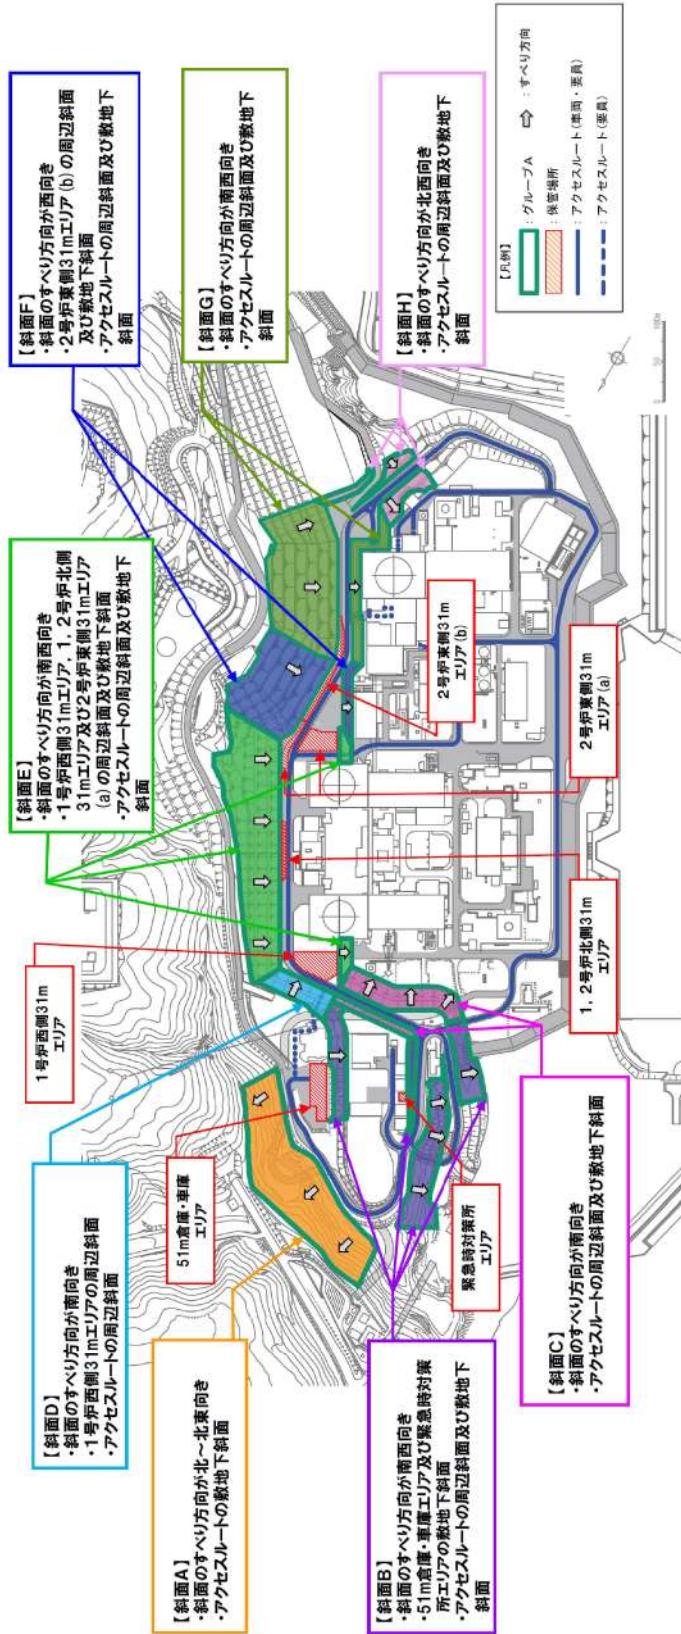 【斜面D】
・斜面のすべり方向が南向き
・1号炉西側31mエリアの周辺斜面
・アクセスルートの周辺斜面
1号炉西側31m
エリア
【斜面E】
・斜面のすべり方向が南西向き
・1号炉西側31mエリア、1，2号炉北側
31mエリア及び2号炉東側31mエリア
(a)の周辺斜面及び敷地下斜面
・アクセスルートの周辺斜面及び敷地下
斜面
【斜面F】
・斜面のすべり方向が西向き
・2号炉東側31mエリア(b)の周辺斜面
及び敷地下斜面
・アクセスルートの周辺斜面及び敷地下
斜面
【斜面A】
・斜面のすべり方向が北～北東向き
・アクセスルートの敷地下斜面
51m倉庫・車庫
エリア
【斜面G】
・斜面のすべり方向が南西向き
・アクセスルートの周辺斜面及び敷地下
斜面
【斜面B】
・斜面のすべり方向が南西向き
・51m倉庫・車庫エリア及び緊急時対策
所エリアの敷地下斜面
・アクセスルートの周辺斜面及び敷地下
斜面
緊急時対策所
エリア
【斜面C】
・斜面のすべり方向が南向き
・アクセスルートの周辺斜面及び敷地下斜面
1，2号炉北側31m
エリア
2号炉東側31m
エリア(a)
2号炉東側31m
エリア(b)
【斜面H】
・斜面のすべり方向が北西向き
・アクセスルートの周辺斜面及び敷地下
斜面
【凡例】
：グループA
：すべり方向
：保管場所
：アクセスルート(車両・要員)
：アクセスルート(要員)
0 50 100m